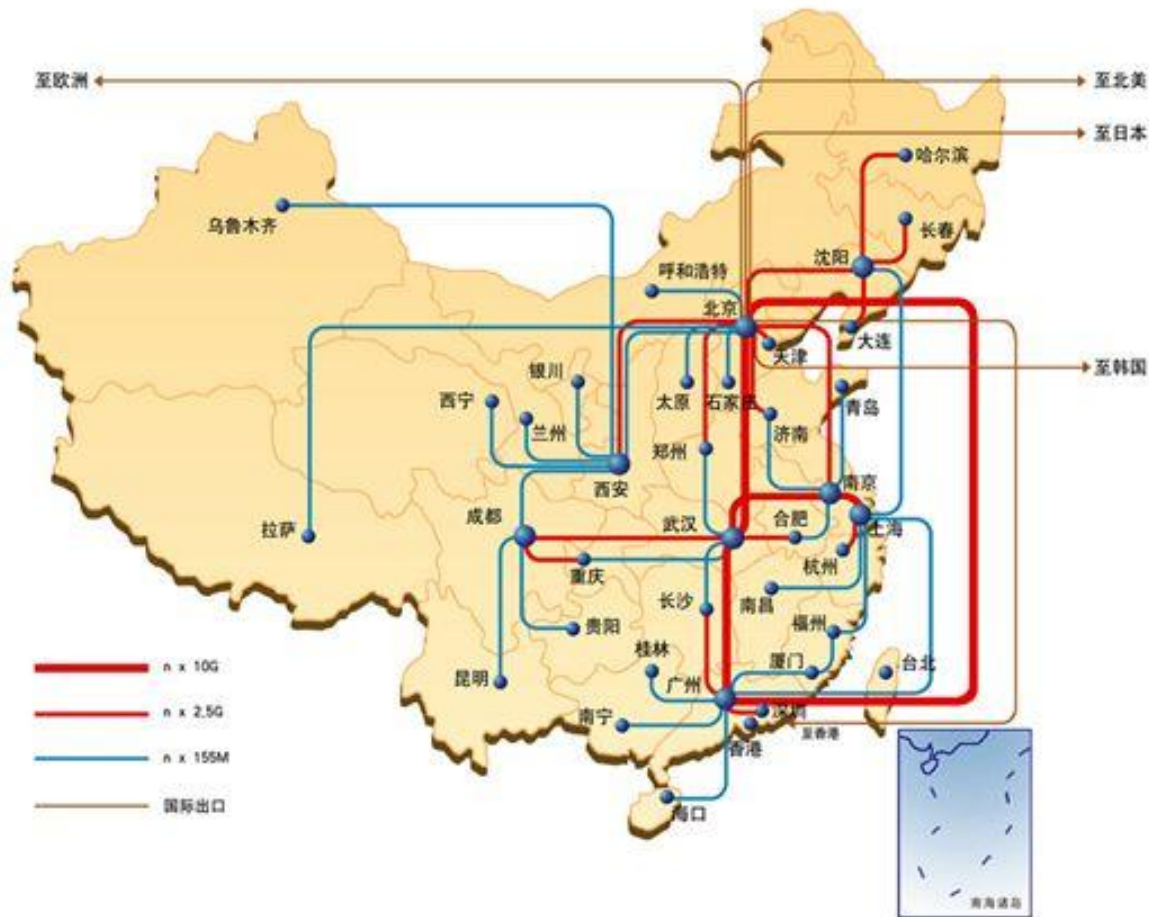 至欧洲
至北美
至日本
哈尔滨
乌鲁木齐
长春
沈阳
呼和浩特
北京
大连
天津
至韩国
银川
太原
石家庄
青岛
西宁
兰州
济南
郑州
西安
南京
成都
武汉
合肥
上海
拉萨
杭州
重庆
南昌
长沙
贵阳
福州
桂林
厦门
台北
n x 10G
昆明
广州
深圳
n x 2.5G
南宁
香港
至香港
n x 155M
国际出口
海口
南海诸岛